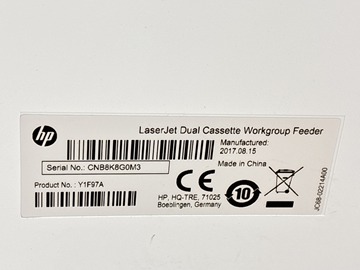 hp
LaserJet Dual Cassette Workgroup Feeder
Manufactured:
2017.08.15
Serial No.: CNB8K8G0M3
Made in China
Product No.: Y1F97A
CE
10
HP, HQ-TRE, 71025
Boeblingen, Germany
JC68-02214A00